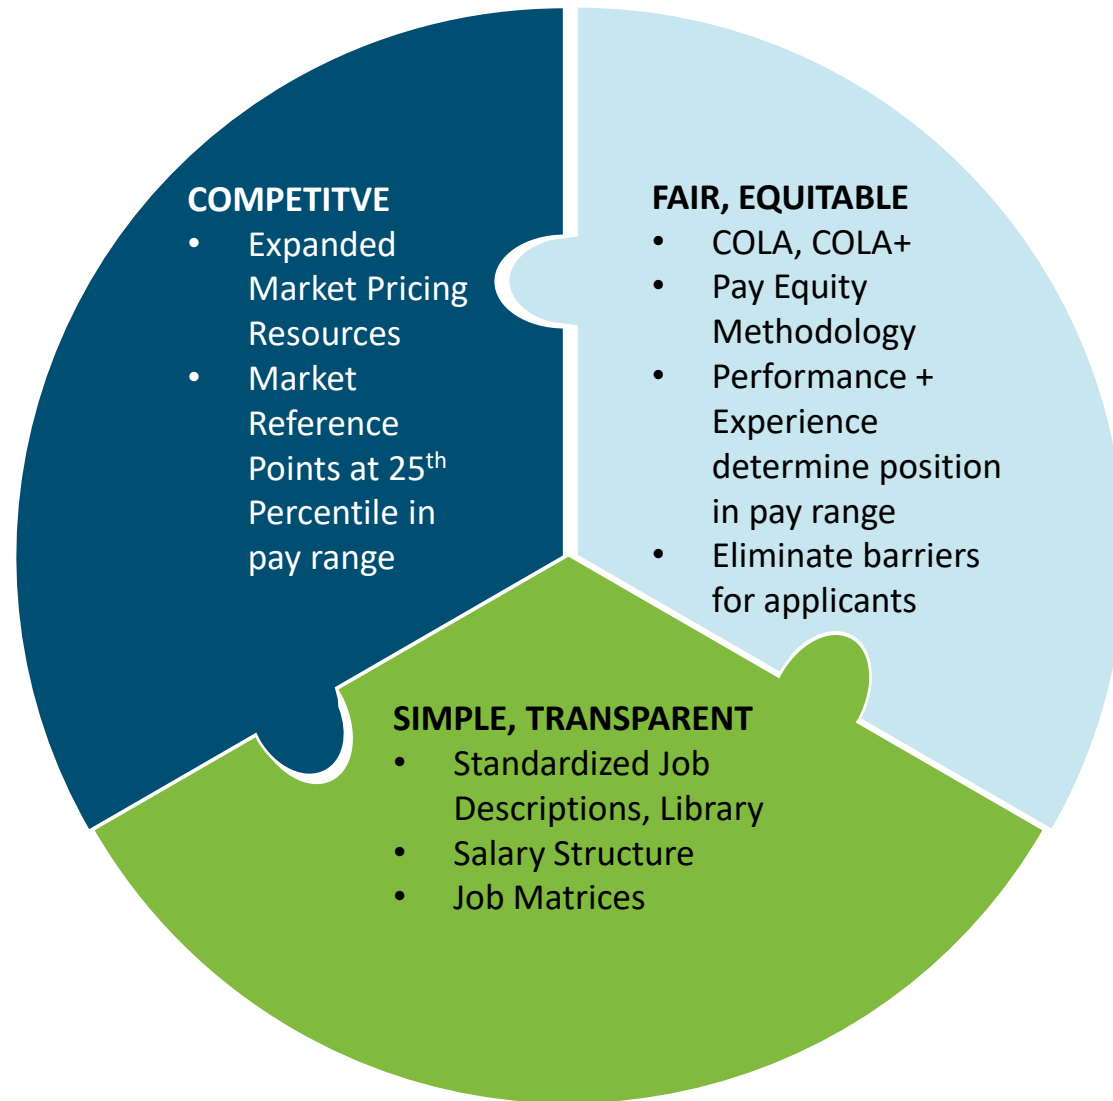 COMPETITVE
• Expanded
Market Pricing
Resources
• Market
Reference
Points at 25th
Percentile in
pay range
FAIR, EQUITABLE
• COLA, COLA+
• Pay Equity
Methodology
• Performance +
Experience
determine position
in pay range
• Eliminate barriers
for applicants
SIMPLE, TRANSPARENT
• Standardized Job
Descriptions, Library
• Salary Structure
• Job Matrices